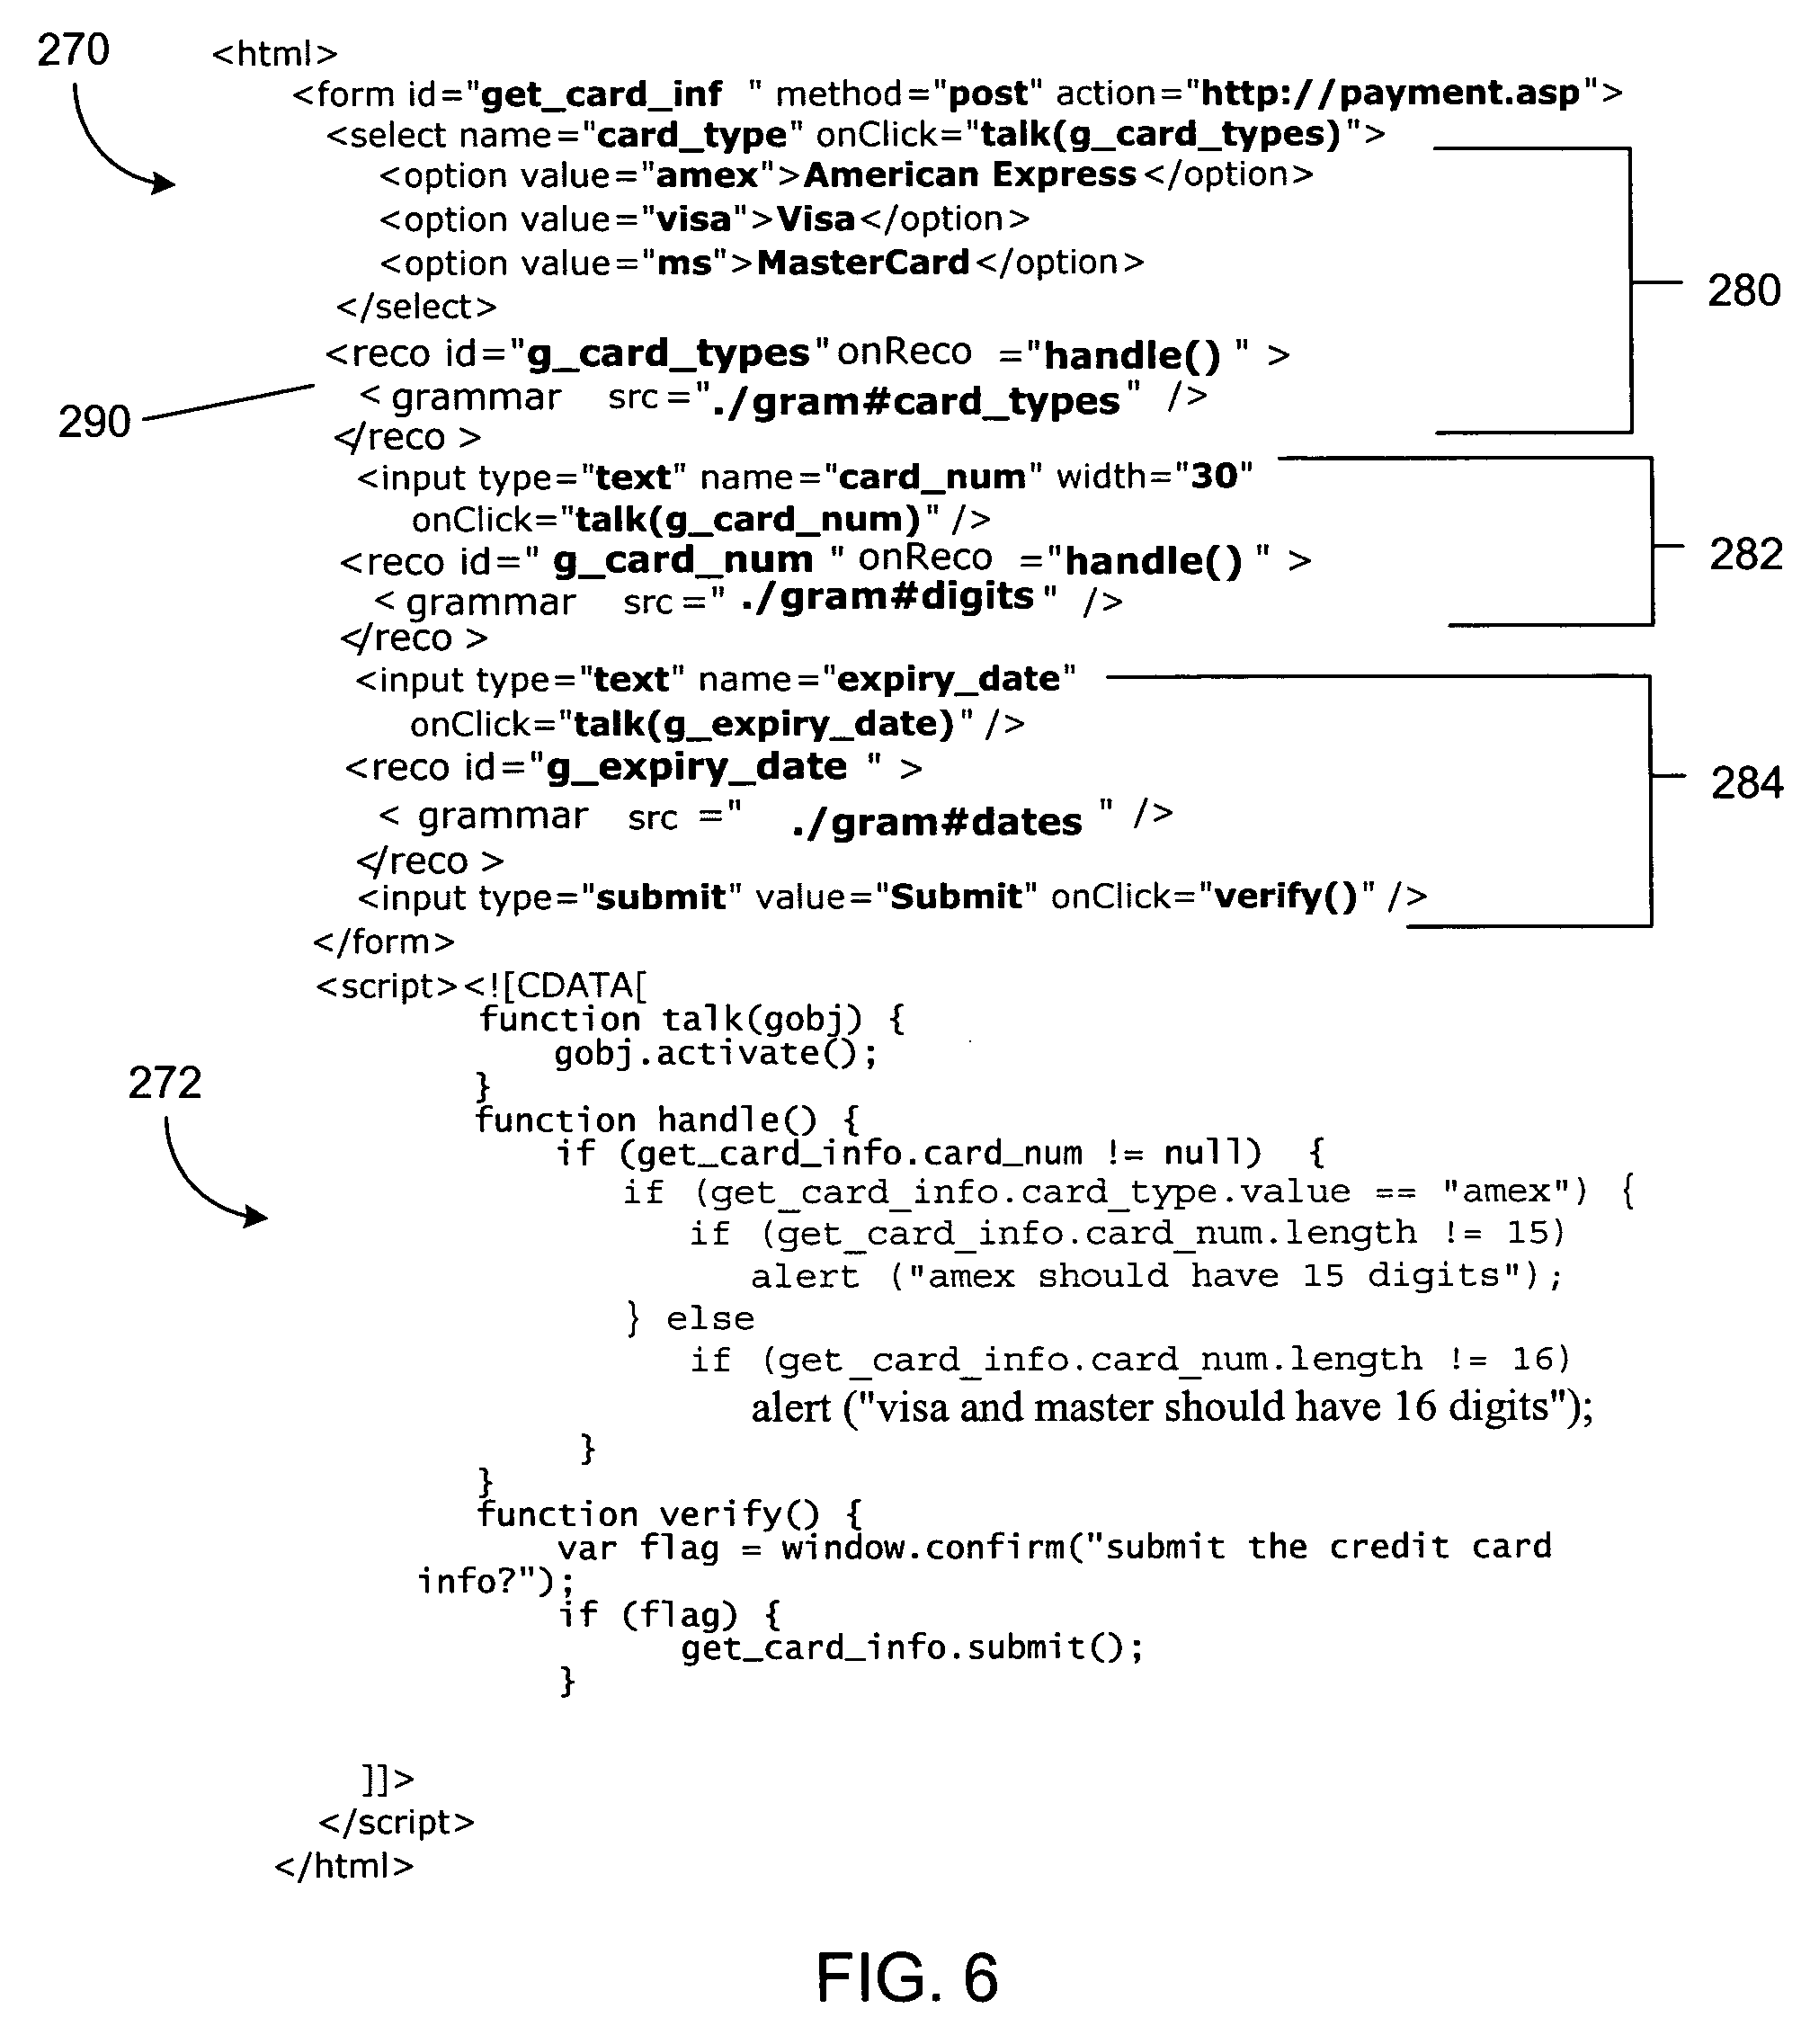 270
<html>
<form id="get_card_inf " method="post" action="http://payment.asp">
<select name="card_type" onClick="talk(g_card_types)">
<option value="amex">American Express</option>
<option value="visa">Visa</option>
<option value="ms">MasterCard</option>
280
</select>
<reco id="g_card_types"onReco ="handle() " >
290
< grammar src="./gram#card_types" />
</reco >
<input type="text" name="card_num" width="30"
onClick="talk(g_card_num)" />
282
<reco id=" g_card_num "onReco ="handle() " >
< grammar src=" ./gram#digits" />
</reco >
<input type="text" name="expiry_date"
onClick="talk(g_expiry_date)" />
<reco id="g_expiry_date " >
284
< grammar src =" ./gram#dates " />
</reco >
<input type="submit" value="Submit" onClick="verify()" />
</form>
<script><![CDATA[
function talk(gobj) {
gobj.activate();
}
272
function handle() {
if (get_card_info.card_num != null) {
if (get_card_info.card_type.value == "amex") {
if (get_card_info.card_num.length != 15)
alert ("amex should have 15 digits");
} else
if (get_card_info.card_num.length != 16)
alert ("visa and master should have 16 digits");
}
}
function verify() {
var flag = window.confirm("submit the credit card
info?");
if (flag) {
get_card_info.submit();
}
]]>
</script>
</html>
FIG. 6